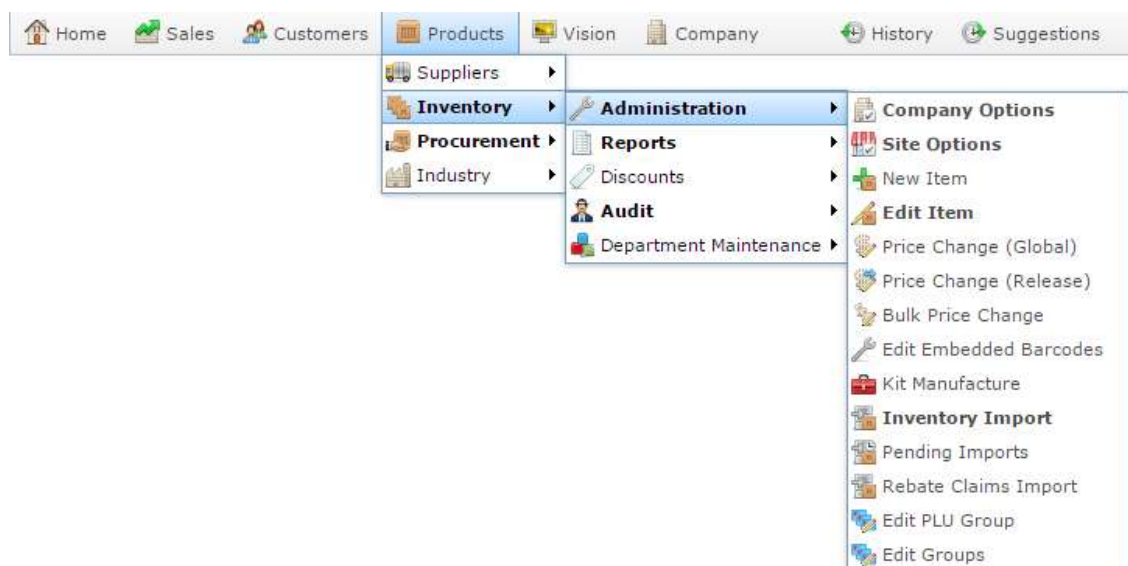 Home Sales Customers Products Vision Company History Suggestions
Suppliers
Inventory
Procurement
Industry
Administration
Reports
Discounts
Audit
Department Maintenance
Company Options
Site Options
New Item
Edit Item
Price Change (Global)
Price Change (Release)
Bulk Price Change
Edit Embedded Barcodes
Kit Manufacture
Inventory Import
Pending Imports
Rebate Claims Import
Edit PLU Group
Edit Groups